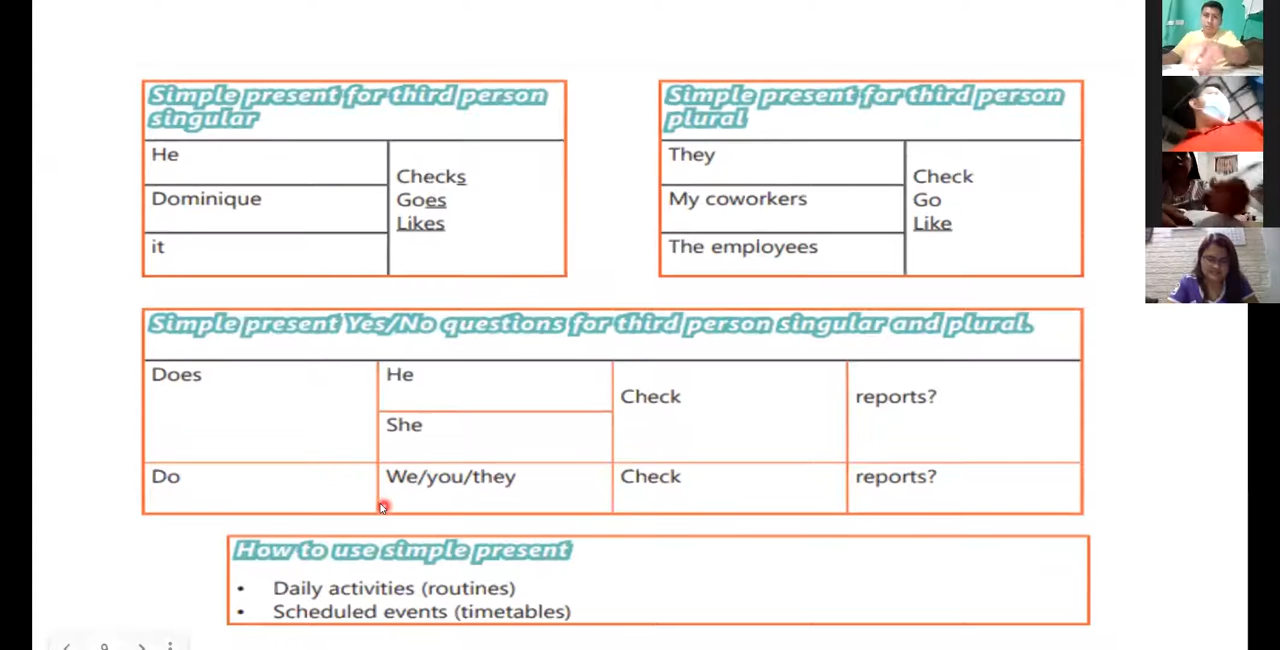 Simple present for third person
singular
He
Dominique
it
Checks
Goes
Likes
Simple present for third person
plural
They
My coworkers
The employees
Check
Go
Like
Simple present Yes/No questions for third person singular and plural.
Does
He
She
Check
reports?
Do
We/you/they
Check
reports?
How to use simple present
• Daily activities (routines)
• Scheduled events (timetables)